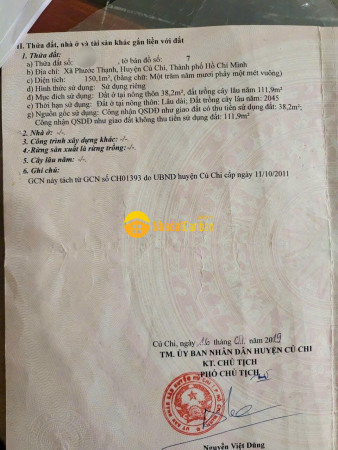 II. Thửa đất, nhà ở và tài sản khác gắn liền với đất
1. Thửa đất:
a) Thửa đất số: , tờ bản đồ số: 7
b) Địa chỉ: Xã Phước Thạnh, Huyện Củ Chi, Thành phố Hồ Chí Minh
c) Diện tích: 150,1m², (bằng chữ: Một trăm năm mươi phẩy một mét vuông)
d) Hình thức sử dụng: Sử dụng riêng
đ) Mục đích sử dụng: Đất ở tại nông thôn 38,2m², đất trồng cây lâu năm 111,9m²
e) Thời hạn sử dụng: Đất ở tại nông thôn: Lâu dài; Đất trồng cây lâu năm: 2045
g) Nguồn gốc sử dụng: Công nhận QSDĐ như giao đất có thu tiền sử dụng đất: 38,2m²;
Công nhận QSDĐ như giao đất không thu tiền sử dụng đất: 111,9m²
2. Nhà ở: -/-
3. Công trình xây dựng khác: -/-
4. Rừng sản xuất là rừng trồng: -/-
5. Cây lâu năm: -/-
6. Ghi chú:
GCN này tách từ GCN số CH01393 do UBND huyện Củ Chi cấp ngày 11/10/2011
Củ Chi, ngày 16 tháng 01 năm 2019
TM. ỦY BAN NHÂN DÂN HUYỆN CỦ CHI
KT. CHỦ TỊCH
PHÓ CHỦ TỊCH
Nguyễn Việt Dũng